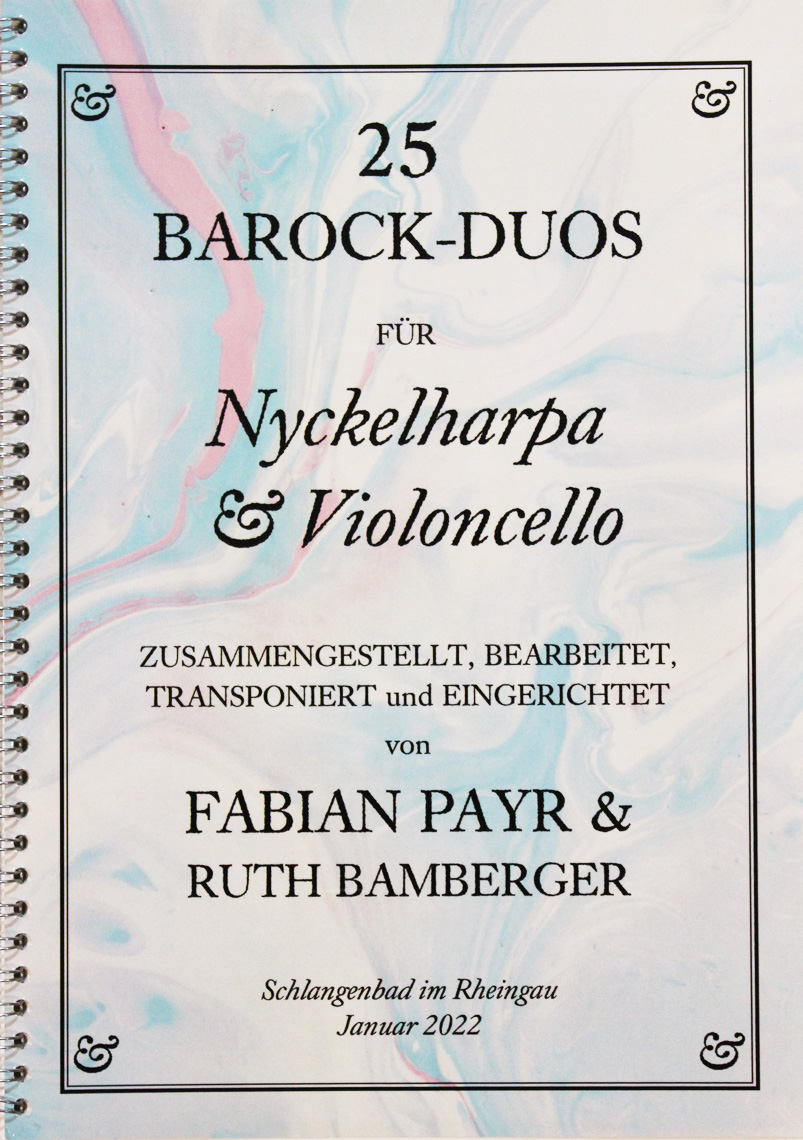 & &
25
BAROCK-DUOS
FÜR
Nyckelharpa
& Violoncello
ZUSAMMENGESTELLT, BEARBEITET,
TRANSPONIERT und EINGERICHTET
von
FABIAN PAYR &
RUTH BAMBERGER
Schlangenbad im Rheingau
Januar 2022
& &